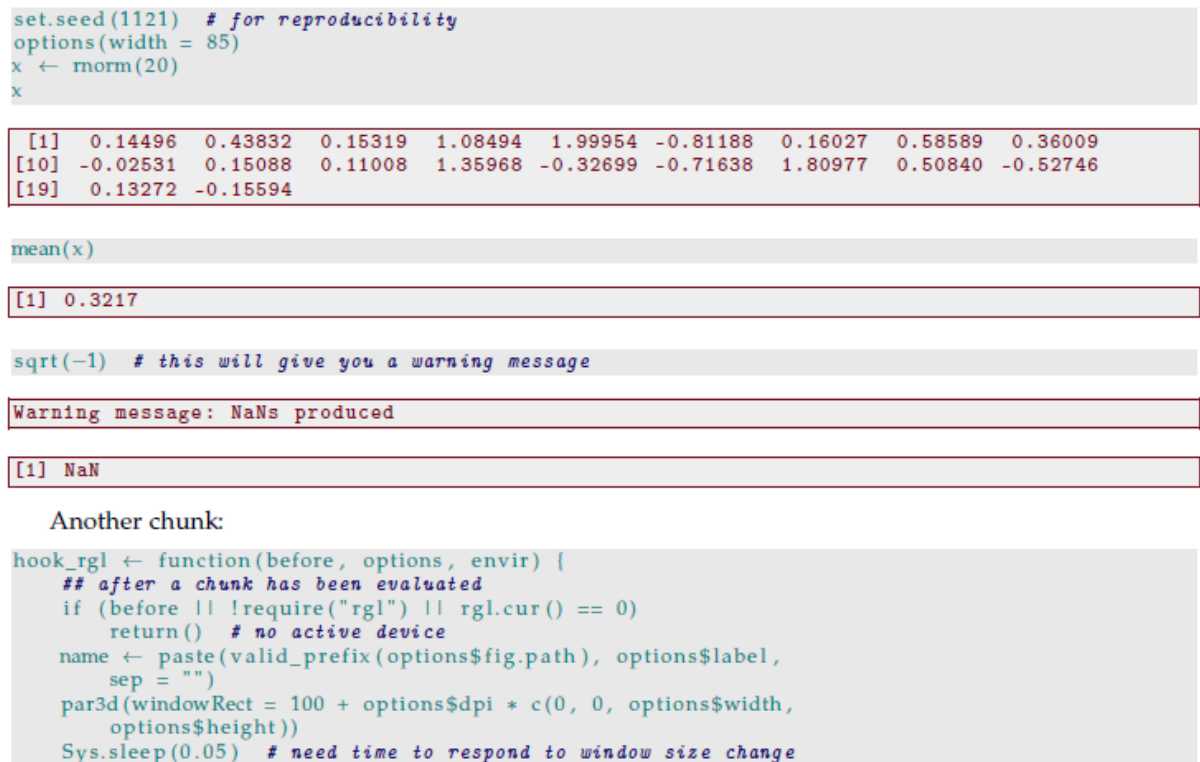 set.seed(1121)  # for reproducibility
options(width = 85)
x ← rnorm(20)
x
 [1]  0.14496  0.43832  0.15319  1.08494  1.99954 -0.81188  0.16027  0.58589  0.36009
[10] -0.02531  0.15088  0.11008  1.35968 -0.32699 -0.71638  1.80977  0.50840 -0.52746
[19]  0.13272 -0.15594
mean(x)
[1] 0.3217
sqrt(−1)  # this will give you a warning message
Warning message: NaNs produced
[1] NaN
Another chunk:
hook_rgl ← function(before, options, envir) {
    ## after a chunk has been evaluated
    if (before || !require("rgl") || rgl.cur() == 0)
        return()  # no active device
    name ← paste(valid_prefix(options$fig.path), options$label,
        sep = "")
    par3d(windowRect = 100 + options$dpi * c(0, 0, options$width,
        options$height))
    Sys.sleep(0.05)  # need time to respond to window size change